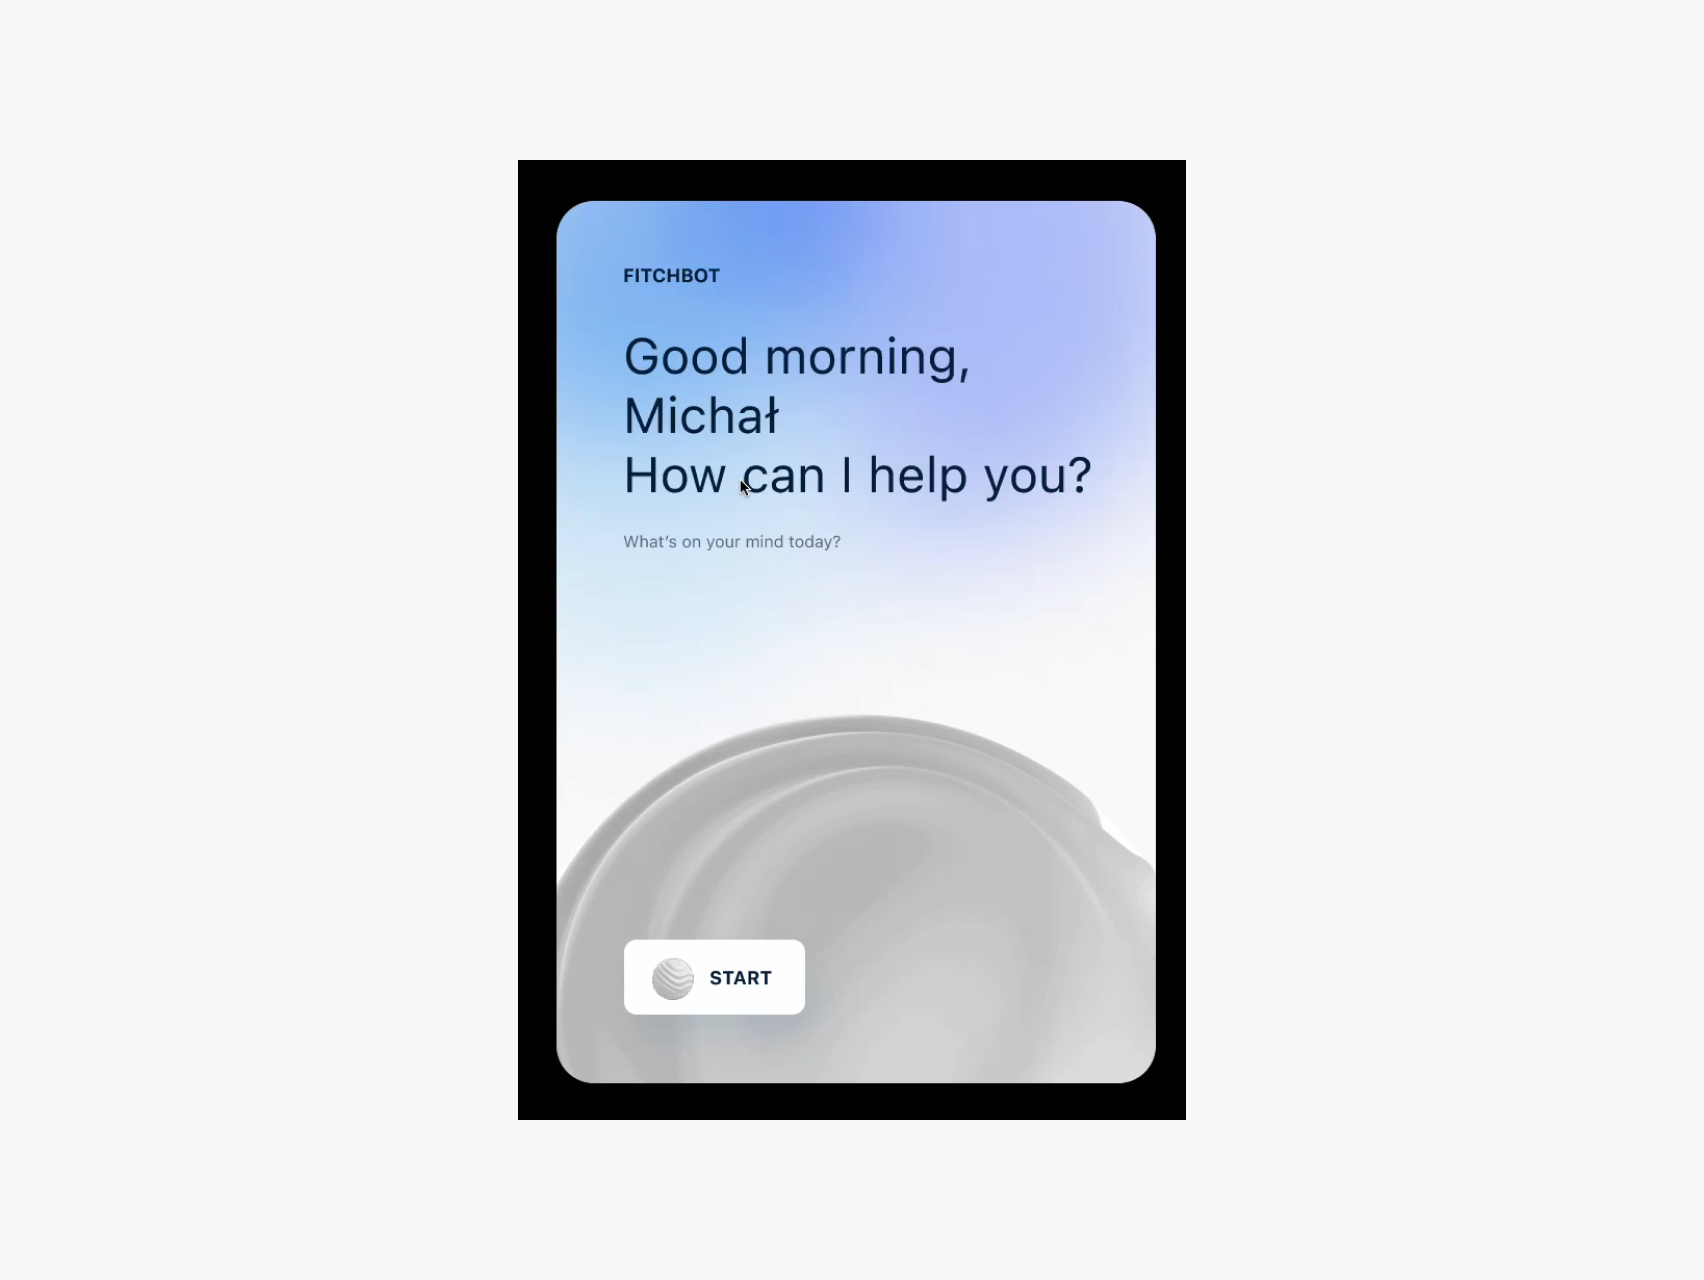 FITCHBOT
Good morning,
Michał
How can I help you?
What's on your mind today?
START